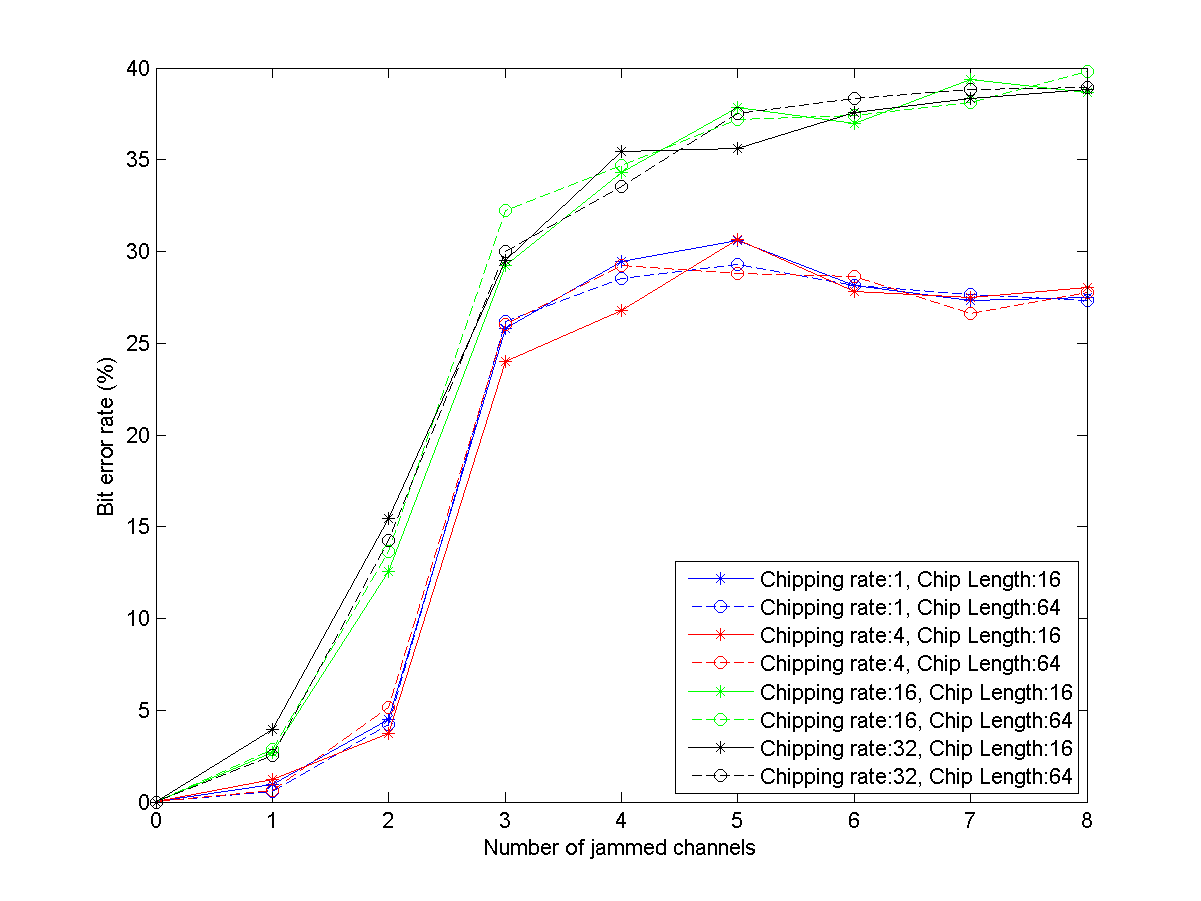 40
35
30
25
20
15
10
5
0
Bit error rate (%)
0 1 2 3 4 5 6 7 8
Number of jammed channels
Chipping rate:1, Chip Length:16
Chipping rate:1, Chip Length:64
Chipping rate:4, Chip Length:16
Chipping rate:4, Chip Length:64
Chipping rate:16, Chip Length:16
Chipping rate:16, Chip Length:64
Chipping rate:32, Chip Length:16
Chipping rate:32, Chip Length:64